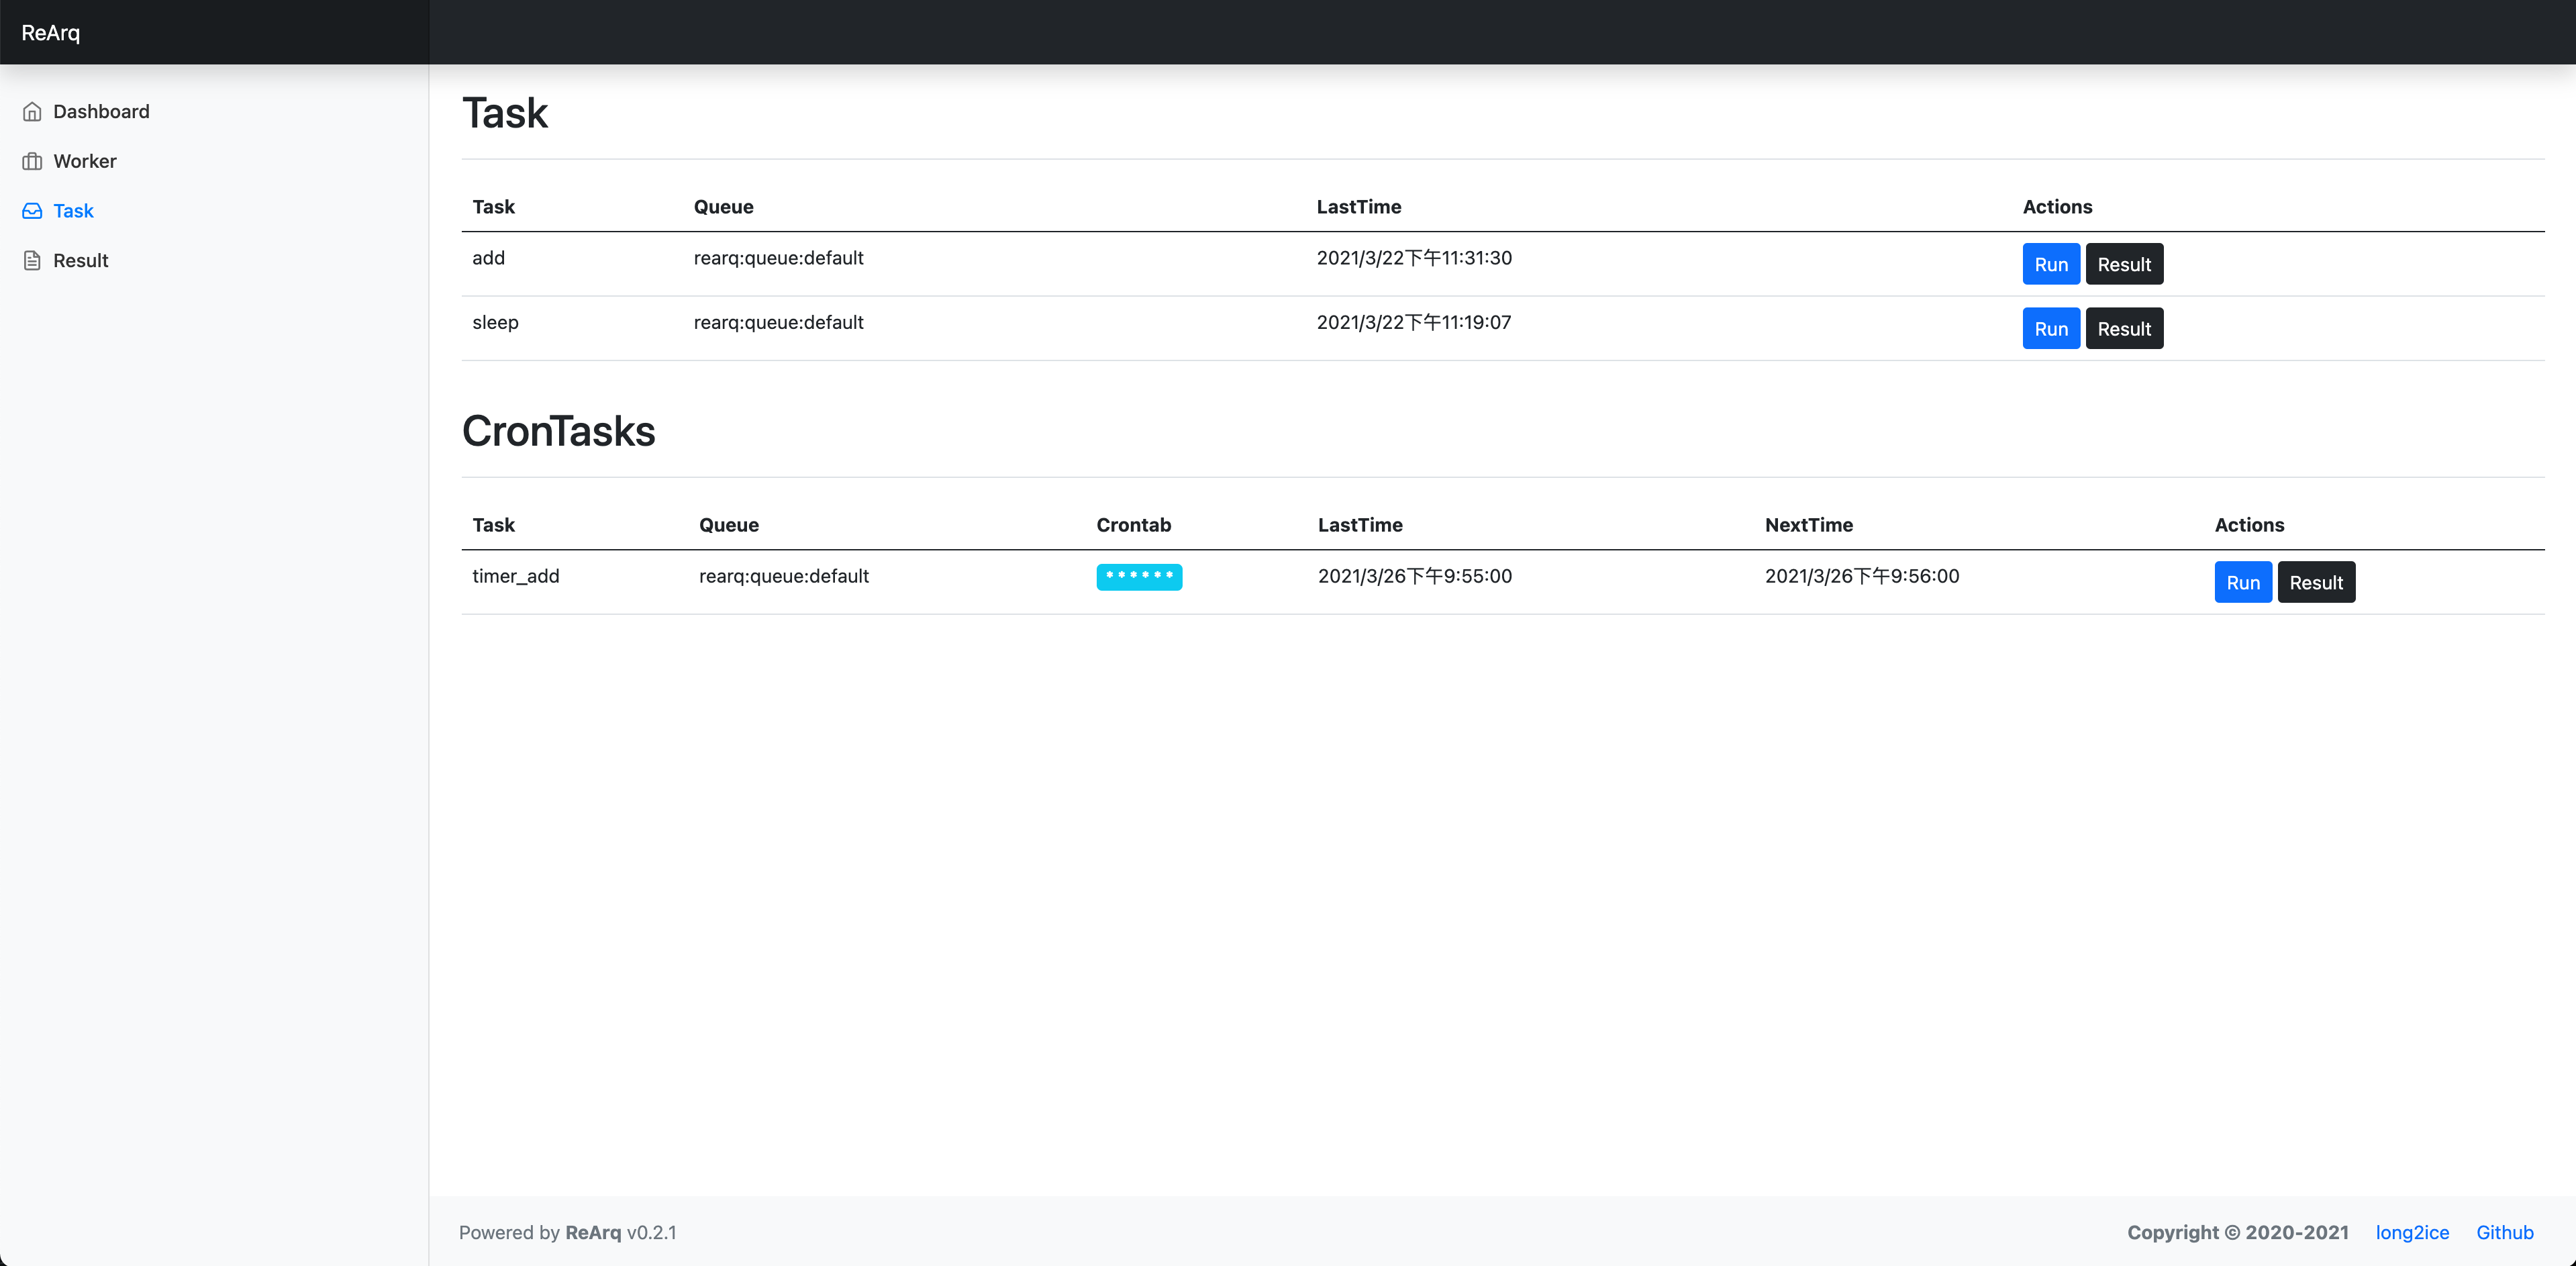 ReArq
Dashboard
Worker
Task
Result
Task
Task Queue LastTime Actions
add rearq:queue:default 2021/3/22下午11:31:30 Run Result
sleep rearq:queue:default 2021/3/22下午11:19:07 Run Result
CronTasks
Task Queue Crontab LastTime NextTime Actions
timer_add rearq:queue:default * * * * * * 2021/3/26下午9:55:00 2021/3/26下午9:56:00 Run Result
Powered by ReArq v0.2.1 Copyright © 2020-2021 long2ice Github